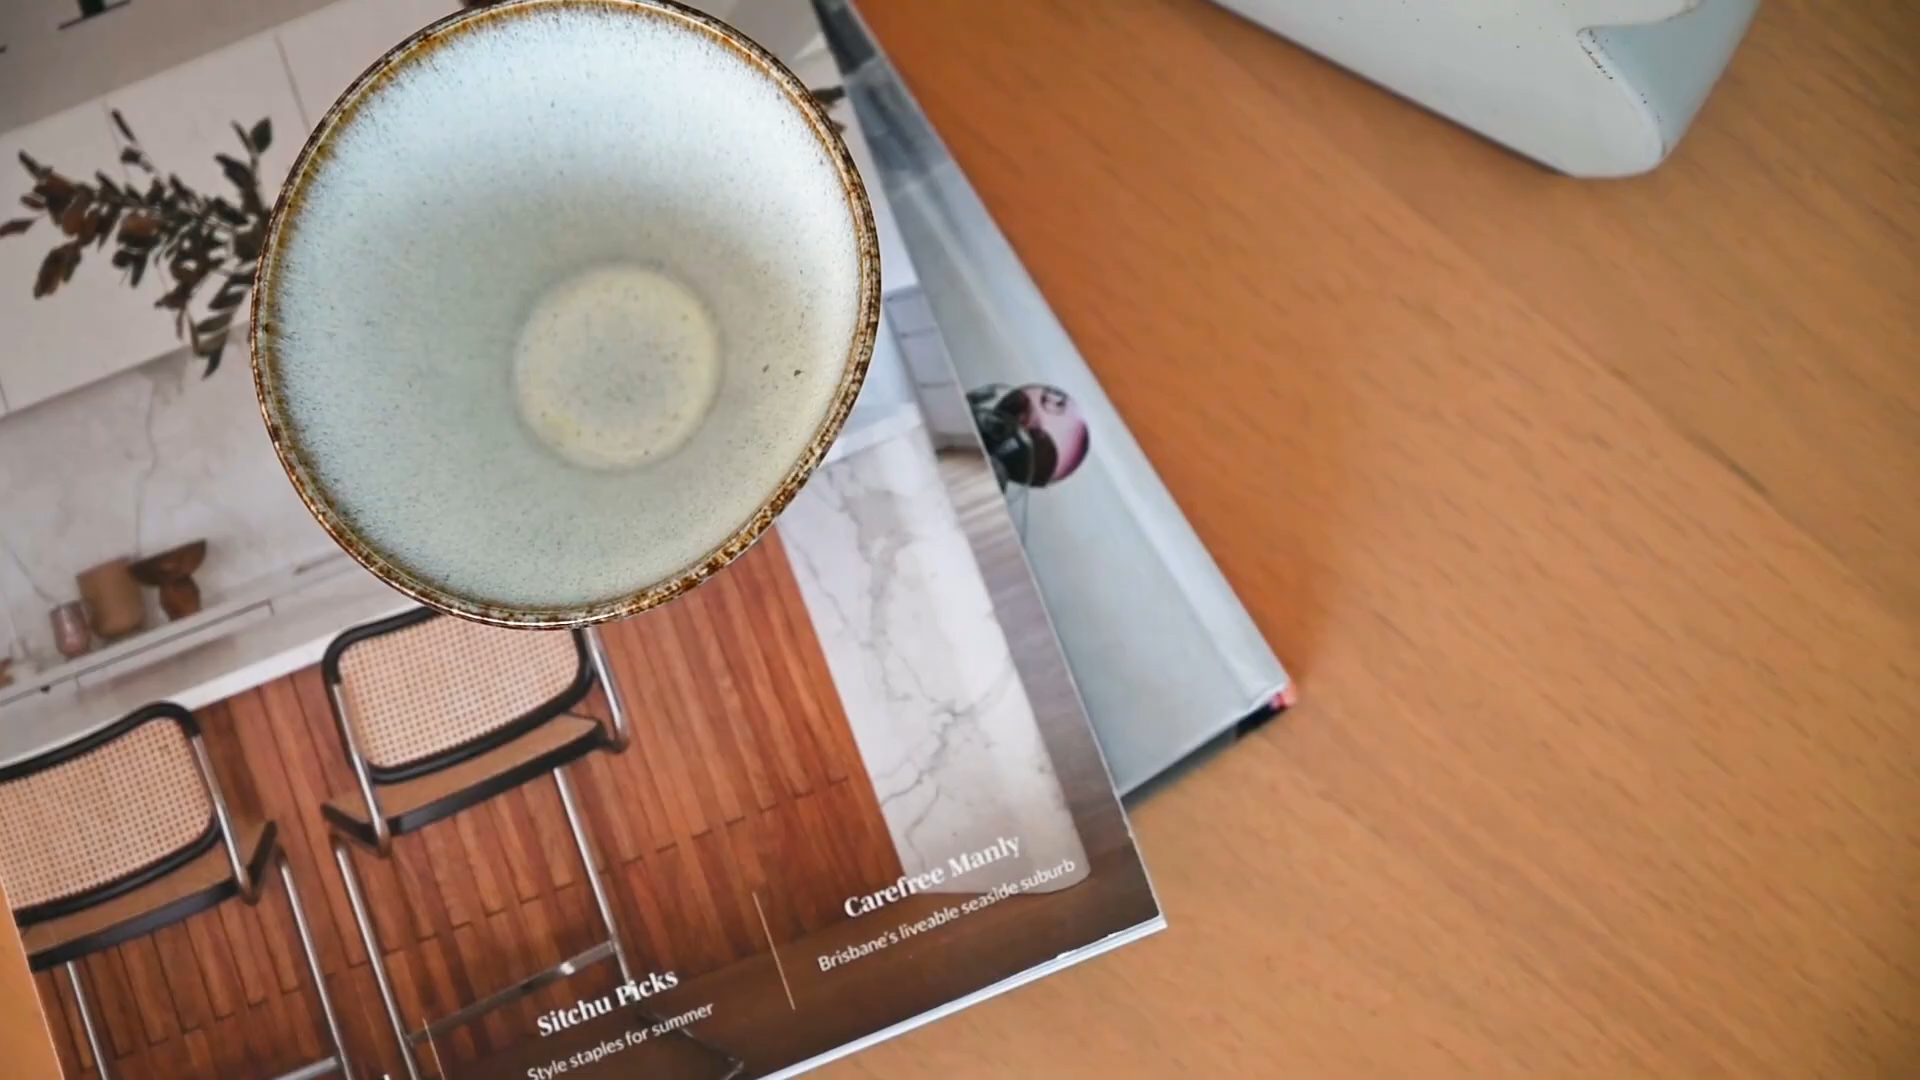 Carefree Manly
Brisbane's liveable seaside suburb
Sitchu Picks
Style staples for summer